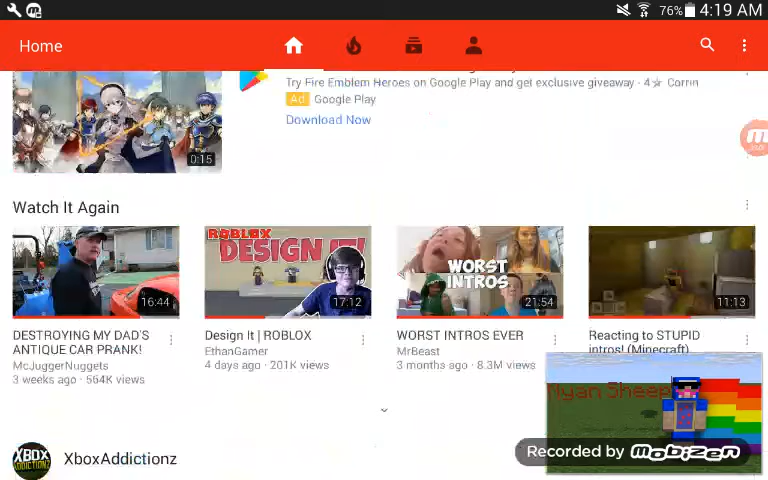 76% 4:19 AM
Home
Try Fire Emblem Heroes on Google Play and get exclusive giveaway · 4☆ Corrin
Ad Google Play
Download Now
0:15
Watch It Again
16:44
ROBLOX
DESIGN IT!
17:12
WORST
INTROS
21:54
11:13
DESTROYING MY DAD'S
ANTIQUE CAR PRANK!
McJuggerNuggets
3 weeks ago · 564K views
Design It | ROBLOX
EthanGamer
4 days ago · 201K views
WORST INTROS EVER
MrBeast
3 months ago · 8.3M views
Reacting to STUPID
intros! (Minecraft)
Nyan Sheep
Recorded by Mobizen
XBOX
ADDICTIONZ
XboxAddictionz